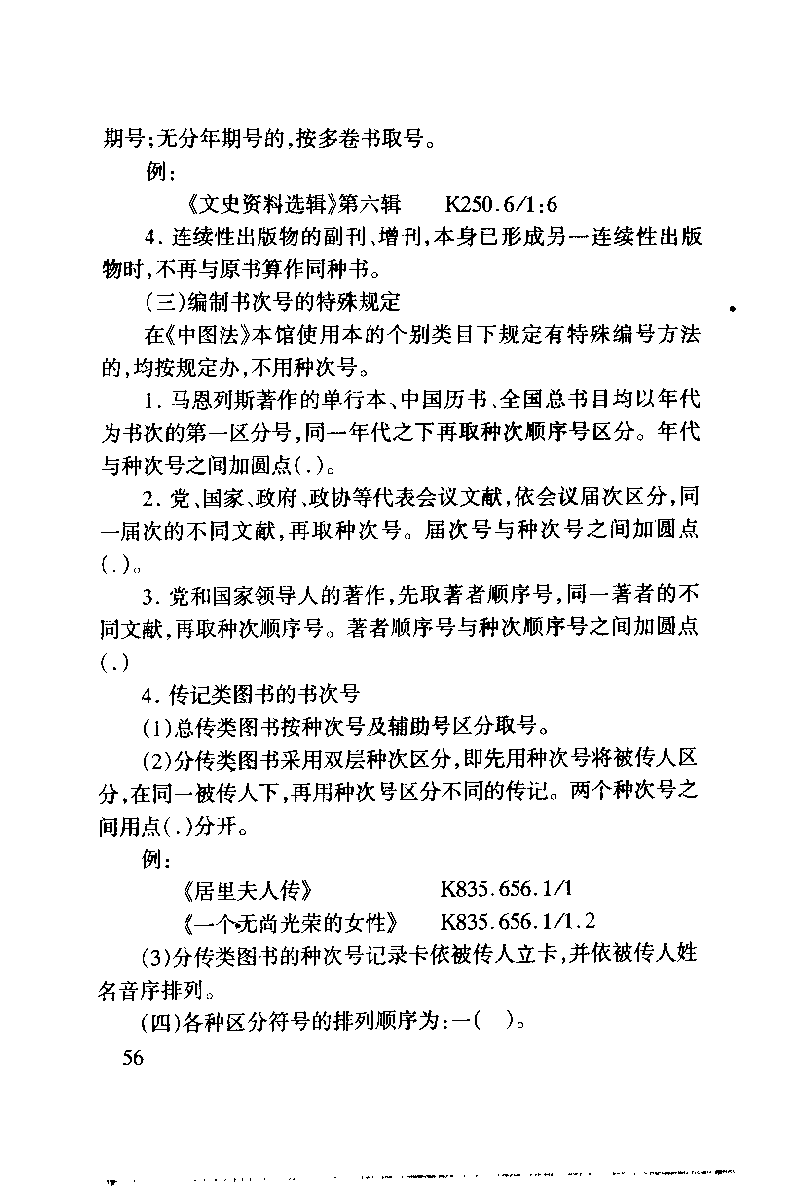 期号;无分年期号的,按多卷书取号。
例:
《文史资料选辑》第六辑 K250.6/1:6
4. 连续性出版物的副刊、增刊,本身已形成另一连续性出版
物时,不再与原书算作同种书。
(三)编制书次号的特殊规定
在《中图法》本馆使用本的个别类目下规定有特殊编号方法
的,均按规定办,不用种次号。
1. 马恩列斯著作的单行本、中国历书、全国总书目均以年代
为书次的第一区分号,同一年代之下再取种次顺序号区分。年代
与种次号之间加圆点(.)。
2. 党、国家、政府、政协等代表会议文献,依会议届次区分,同
一届次的不同文献,再取种次号。届次号与种次号之间加圆点
(.)。
3. 党和国家领导人的著作,先取著者顺序号,同一著者的不
同文献,再取种次顺序号。著者顺序号与种次顺序号之间加圆点
(.)
4. 传记类图书的书次号
(1)总传类图书按种次号及辅助号区分取号。
(2)分传类图书采用双层种次区分,即先用种次号将被传人区
分,在同一被传人下,再用种次号区分不同的传记。两个种次号之
间用点(.)分开。
例:
《居里夫人传》 K835.656.1/1
《一个无尚光荣的女性》 K835.656.1/1.2
(3)分传类图书的种次号记录卡依被传人立卡,并依被传人姓
名音序排列。
(四)各种区分符号的排列顺序为:一( )。
56